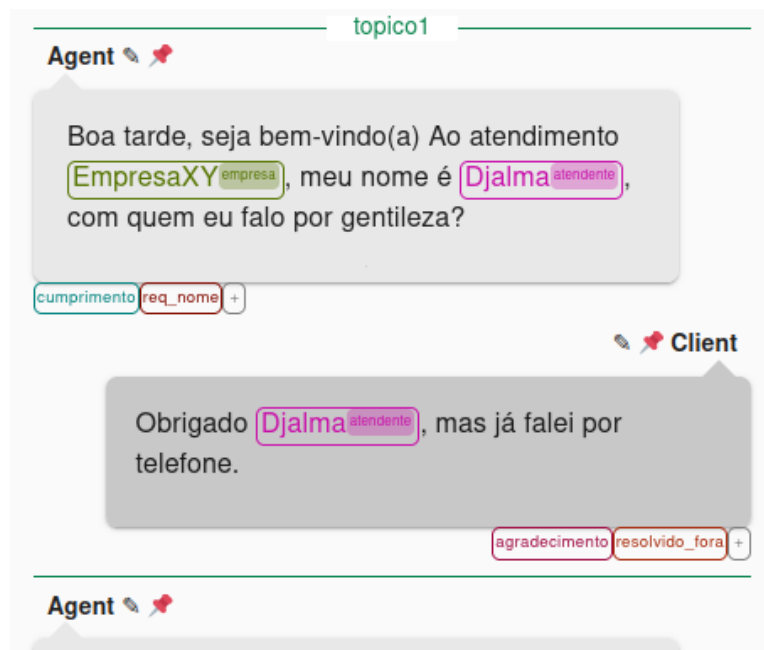 topico1
Agent
Boa tarde, seja bem-vindo(a) Ao atendimento
EmpresaXY empresa, meu nome é Djalma atendente,
com quem eu falo por gentileza?
cumprimento req_nome +
Client
Obrigado Djalma atendente, mas já falei por
telefone.
agradecimento resolvido_fora +
Agent